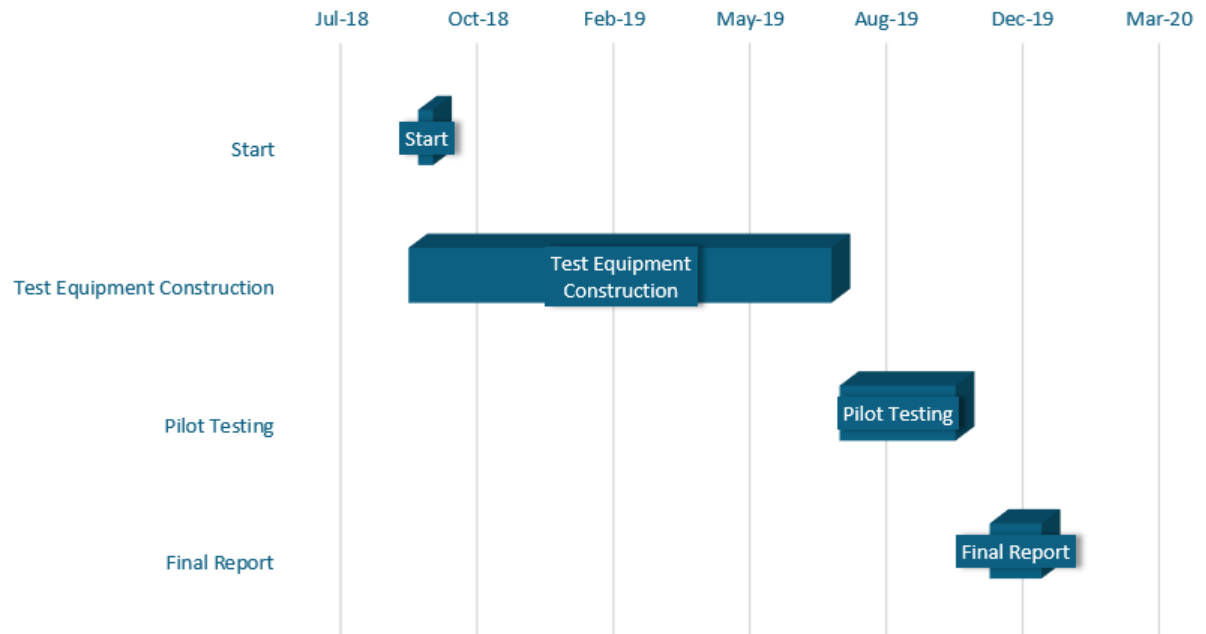 Jul-18 Oct-18 Feb-19 May-19 Aug-19 Dec-19 Mar-20
Start
Start
Test Equipment Construction
Test Equipment
Construction
Pilot Testing
Pilot Testing
Final Report
Final Report